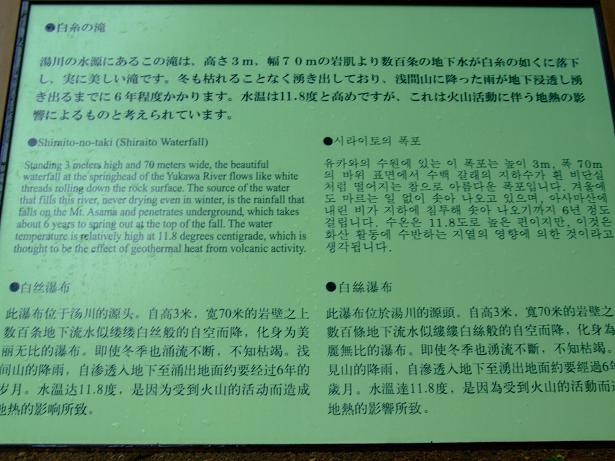 ●白糸の滝
湯川の水源にあるこの滝は、高さ３ｍ、幅７０ｍの岩肌より数百条の地下水が白糸の如くに落下
し、実に美しい滝です。冬も枯れることなく湧き出しており、浅間山に降った雨が地下浸透し湧
き出るまでに６年程度かかります。水温は11.8度と高めですが、これは火山活動に伴う地熱の影
響によるものと考えられています。
●Shiraito-no-taki (Shiraito Waterfall)
Standing 3 meters high and 70 meters wide, the beautiful
waterfall at the springhead of the Yukawa River flows like white
threads rolling down the rock surface. The source of the water
that fills this river, never drying even in winter, is the rainfall that
falls on the Mt. Asama and penetrates underground, which takes
about 6 years to spring out at the top of the fall. The water
temperature is relatively high at 11.8 degrees centigrade, which is
thought to be the effect of geothermal heat from volcanic activity.
●시라이토의 폭포
유카와의 수원에 있는 이 폭포는 높이 3m, 폭 70m
의 바위 표면에서 수백 갈래의 지하수가 흰 비단실
처럼 떨어지는 참으로 아름다운 폭포입니다. 겨울에
도 마르는 일 없이 솟아 나오고 있으며, 아사마산에
내린 비가 지하에 침투해 솟아 나오기까지 6년 정도
걸립니다. 수온은 11.8도로 높은 편이지만, 이것은
화산 활동에 수반하는 지열의 영향에 의한 것이라고
생각됩니다.
●白丝瀑布
此瀑布位于汤川的源头。自高3米，宽70米的岩壁之上
数百条地下流水似缕缕白丝般的自空而降，化身为美
丽无比的瀑布。即使冬季也涌流不断，不知枯竭。浅
间山的降雨，自渗透入地下至涌出地面约要经过6年的
岁月。水温达11.8度，是因为受到火山的活动而造成
地热的影响所致。
●白絲瀑布
此瀑布位於湯川的源頭。自高3米，寬70米的岩壁之
數百條地下流水似縷縷白絲般的自空而降，化身為
麗無比的瀑布。即使冬季也湧流不斷，不知枯竭。
見山的降雨，自滲透入地下至湧出地面約要經過6年
歲月。水溫達11.8度，是因為受到火山的活動而
地熱的影響所致。